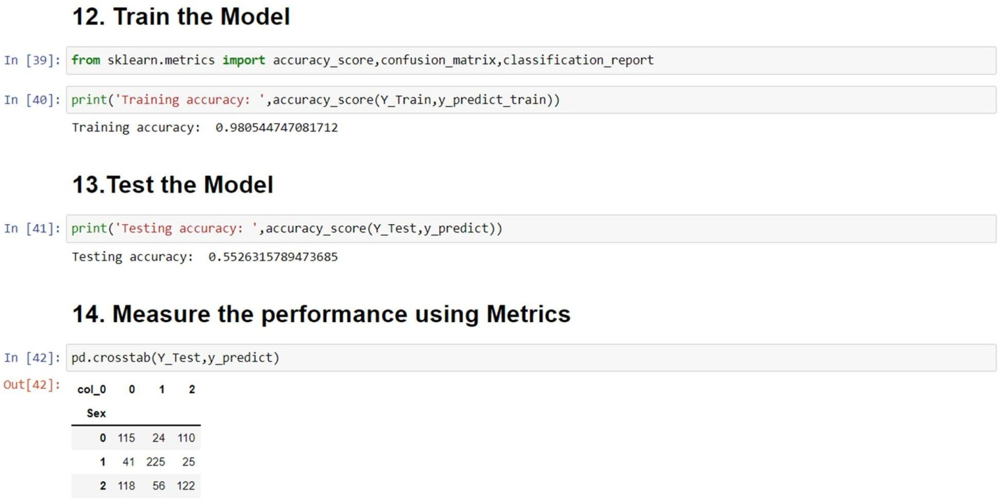 12. Train the Model
In [39]: from sklearn.metrics import accuracy_score,confusion_matrix,classification_report
In [40]: print('Training accuracy: ',accuracy_score(Y_Train,y_predict_train))
Training accuracy:  0.980544747081712
13.Test the Model
In [41]: print('Testing accuracy: ',accuracy_score(Y_Test,y_predict))
Testing accuracy:  0.5526315789473685
14. Measure the performance using Metrics
In [42]: pd.crosstab(Y_Test,y_predict)
Out[42]:
col_0 0 1 2
Sex
0 115 24 110
1 41 225 25
2 118 56 122